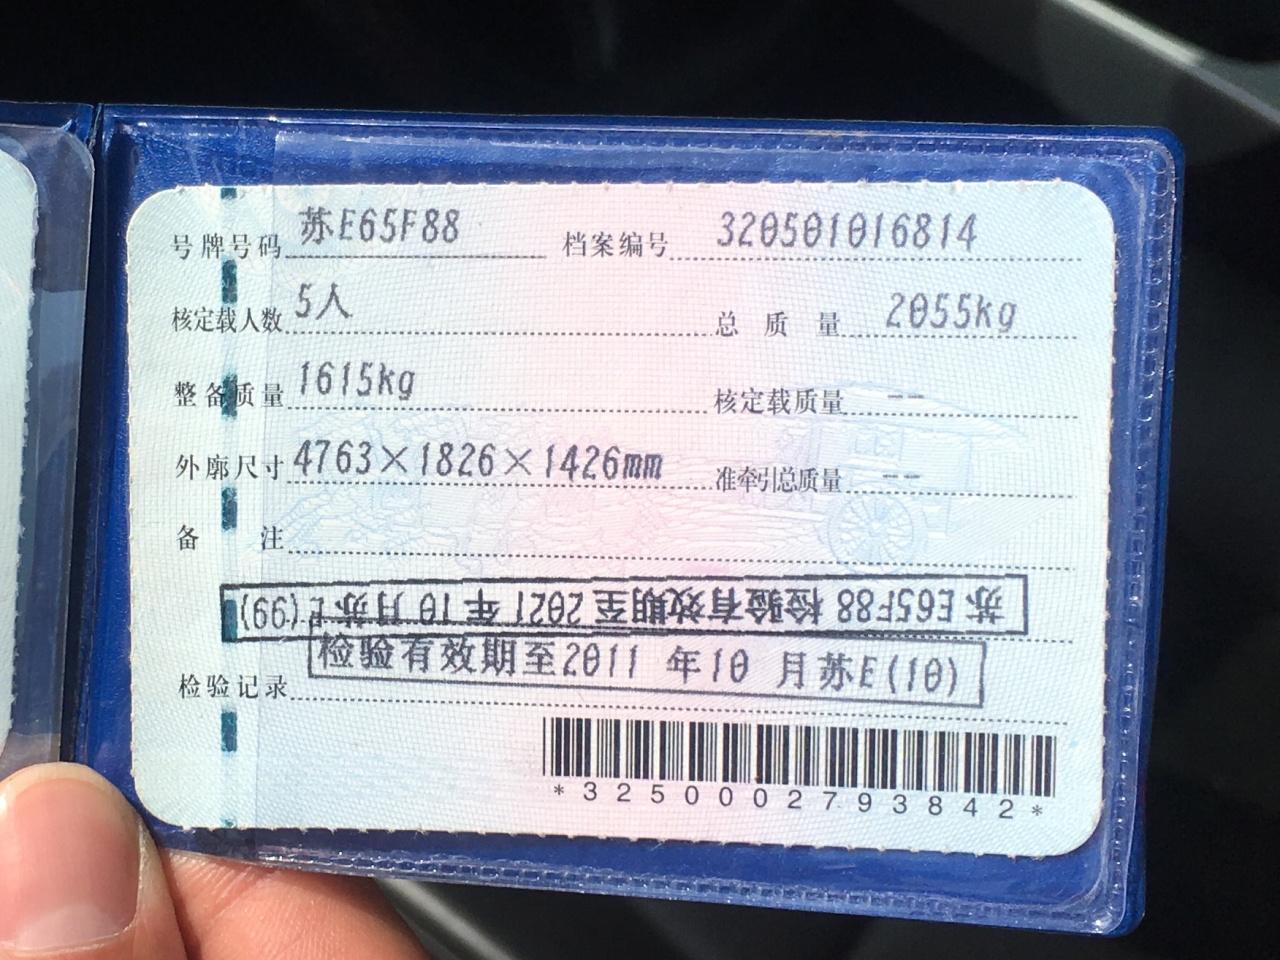 号牌号码 苏E65F88 档案编号 320501016814
核定载人数 5人 总质量 2055kg
整备质量 1615kg 核定载质量 --
外廓尺寸 4763×1826×1426mm 准牵引总质量 --
备注
苏E65F88 检验有效期至2021 年10月苏E(99)
检验有效期至2011 年10 月苏E(10)
检验记录
*3250002793842*